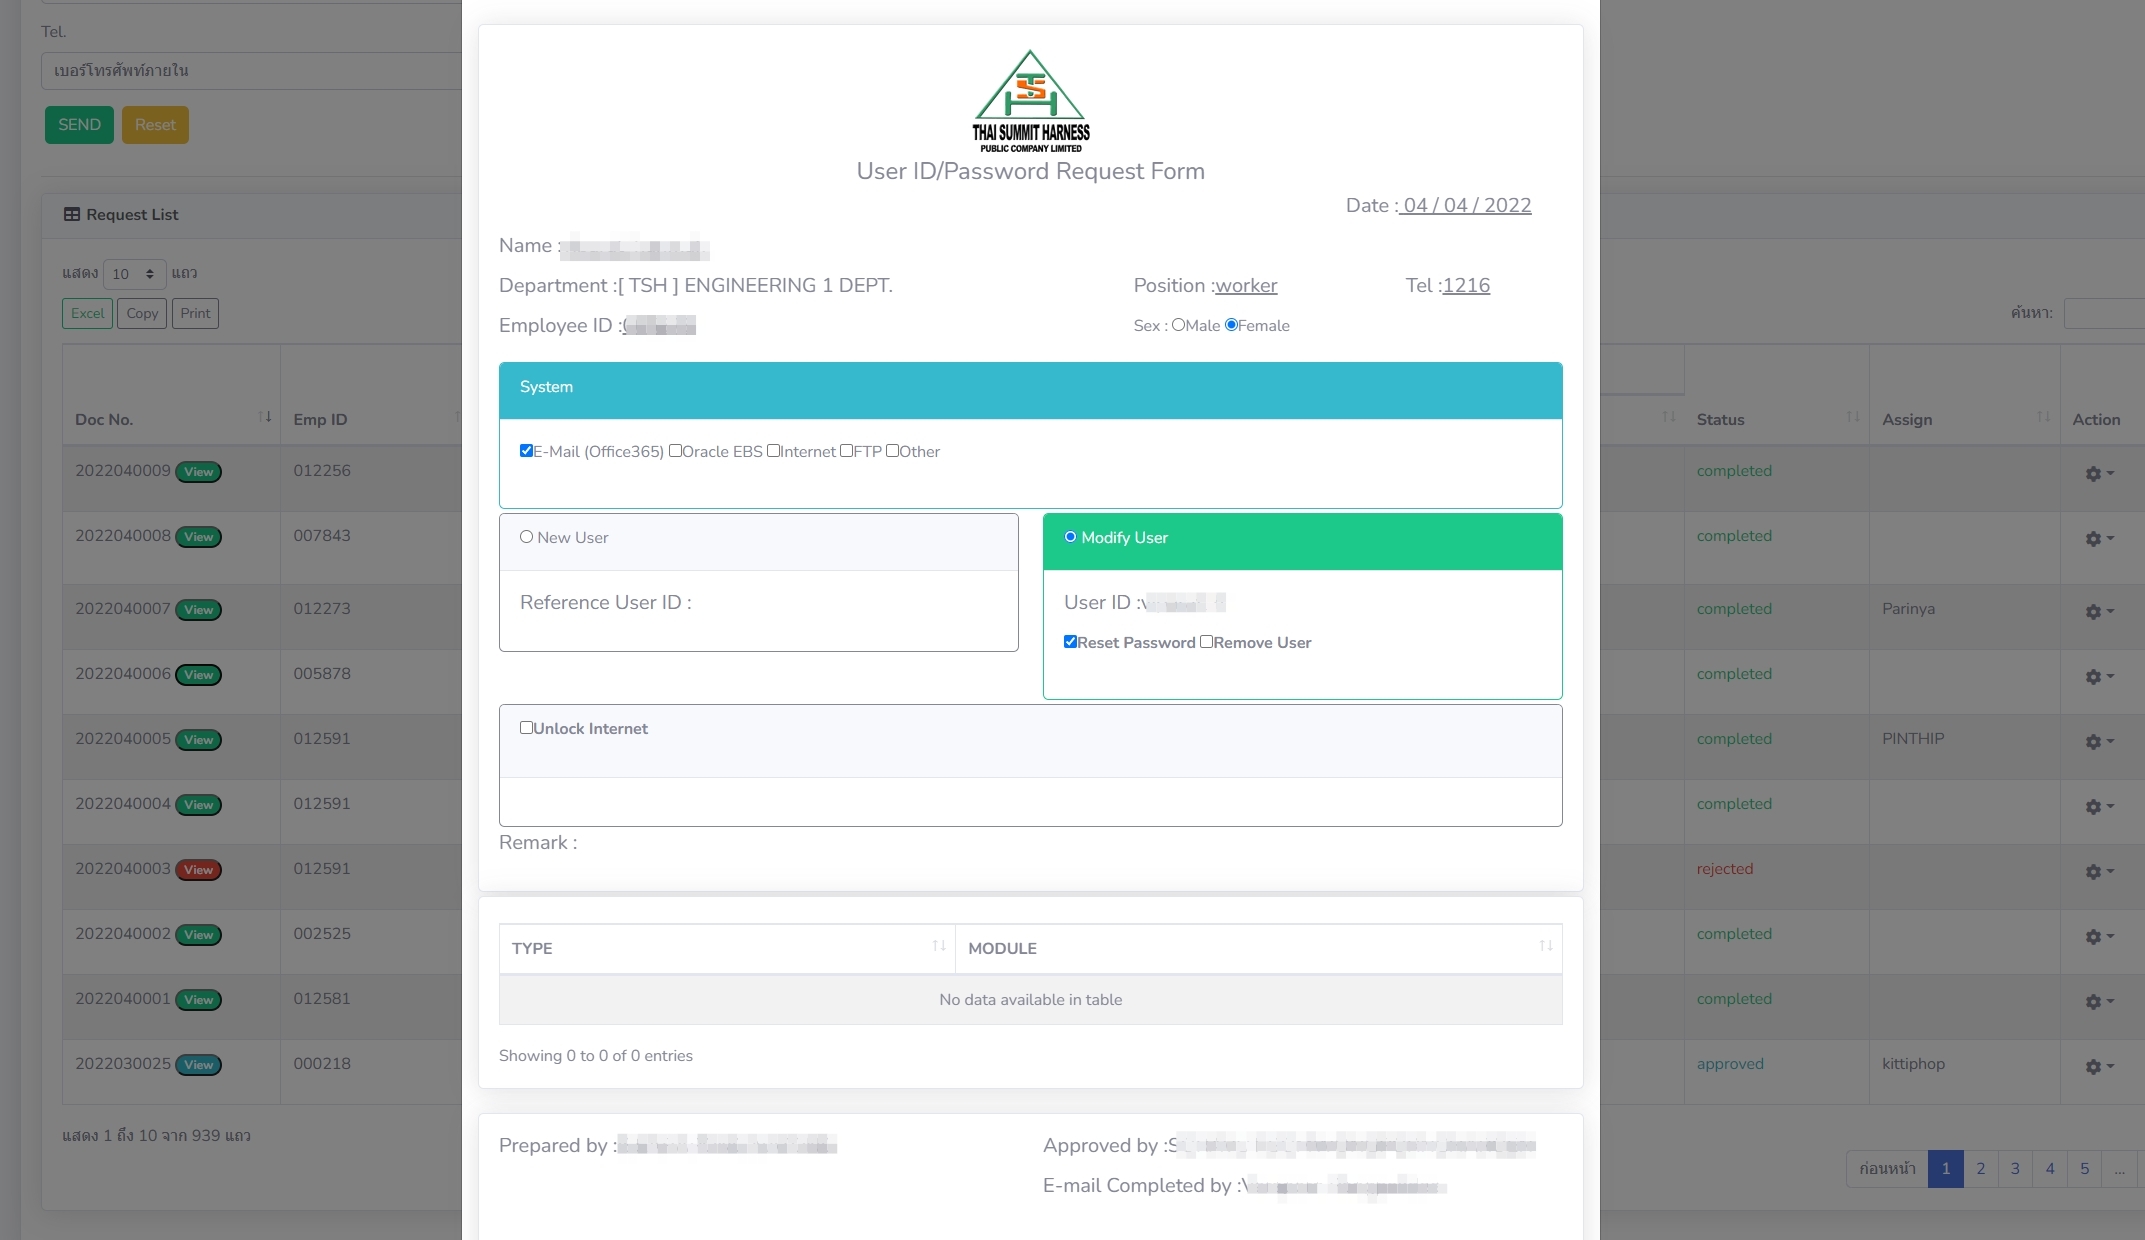 Tel.
เบอร์โทรศัพท์ภายใน
SEND Reset
Request List
แสดง 10 แถว
Excel Copy Print
ค้นหา:
Doc No. Emp ID Status Assign Action
2022040009 View 012256 completed
2022040008 View 007843 completed
2022040007 View 012273 completed Parinya
2022040006 View 005878 completed
2022040005 View 012591 completed PINTHIP
2022040004 View 012591 completed
2022040003 View 012591 rejected
2022040002 View 002525 completed
2022040001 View 012581 completed
2022030025 View 000218 approved kittiphop
แสดง 1 ถึง 10 จาก 939 แถว
ก่อนหน้า 1 2 3 4 5 ...
TSH
THAI SUMMIT HARNESS
PUBLIC COMPANY LIMITED
User ID/Password Request Form
Date : 04 / 04 / 2022
Name :
Department :[ TSH ] ENGINEERING 1 DEPT. Position :worker Tel :1216
Employee ID : Sex : Male Female
System
E-Mail (Office365) Oracle EBS Internet FTP Other
New User
Reference User ID :
Modify User
User ID :
Reset Password Remove User
Unlock Internet
Remark :
TYPE MODULE
No data available in table
Showing 0 to 0 of 0 entries
Prepared by : Approved by :
E-mail Completed by :